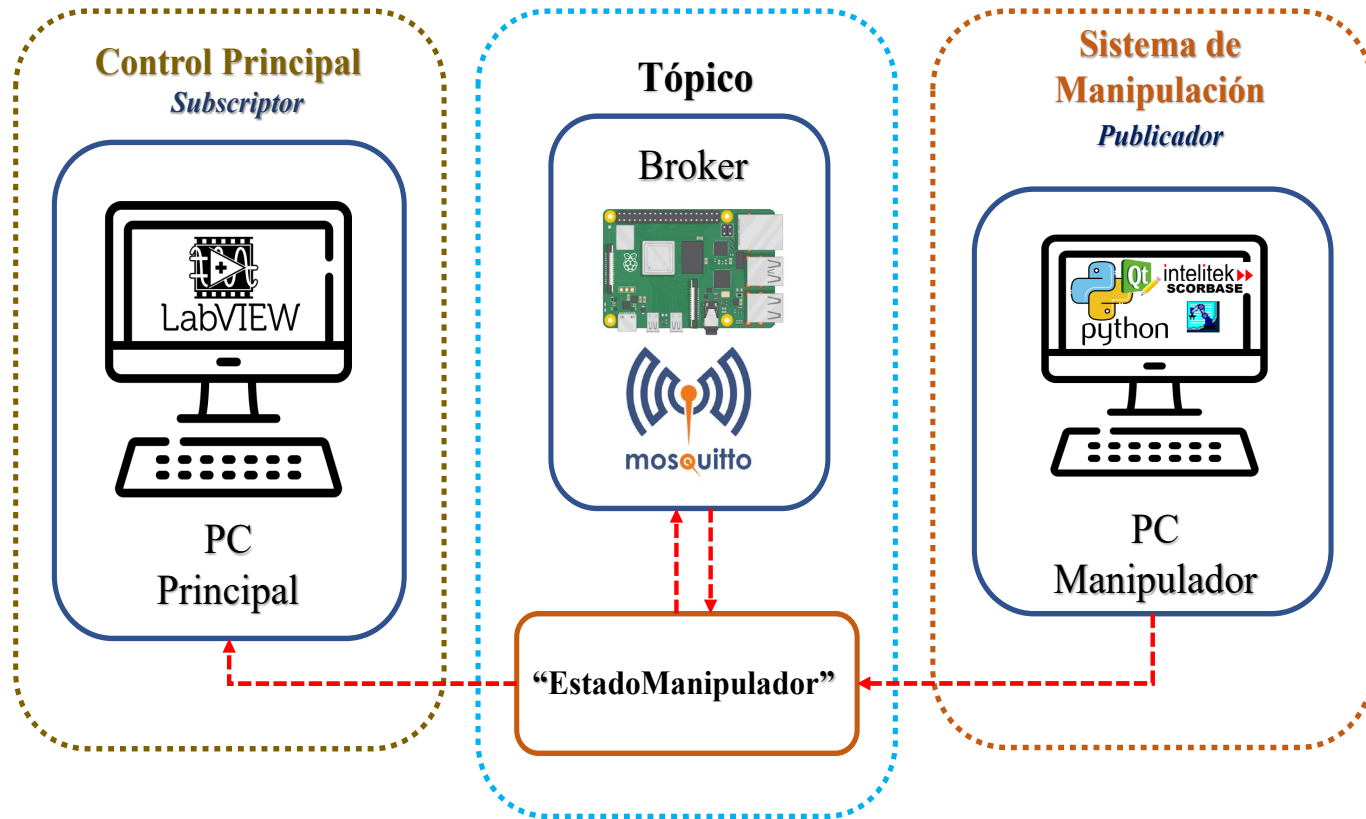 Control Principal
Subscriptor
LabVIEW
PC
Principal
Tópico
Broker
mosquitto
“EstadoManipulador”
Sistema de
Manipulación
Publicador
Qt
intelitek
SCORBASE
python
PC
Manipulador